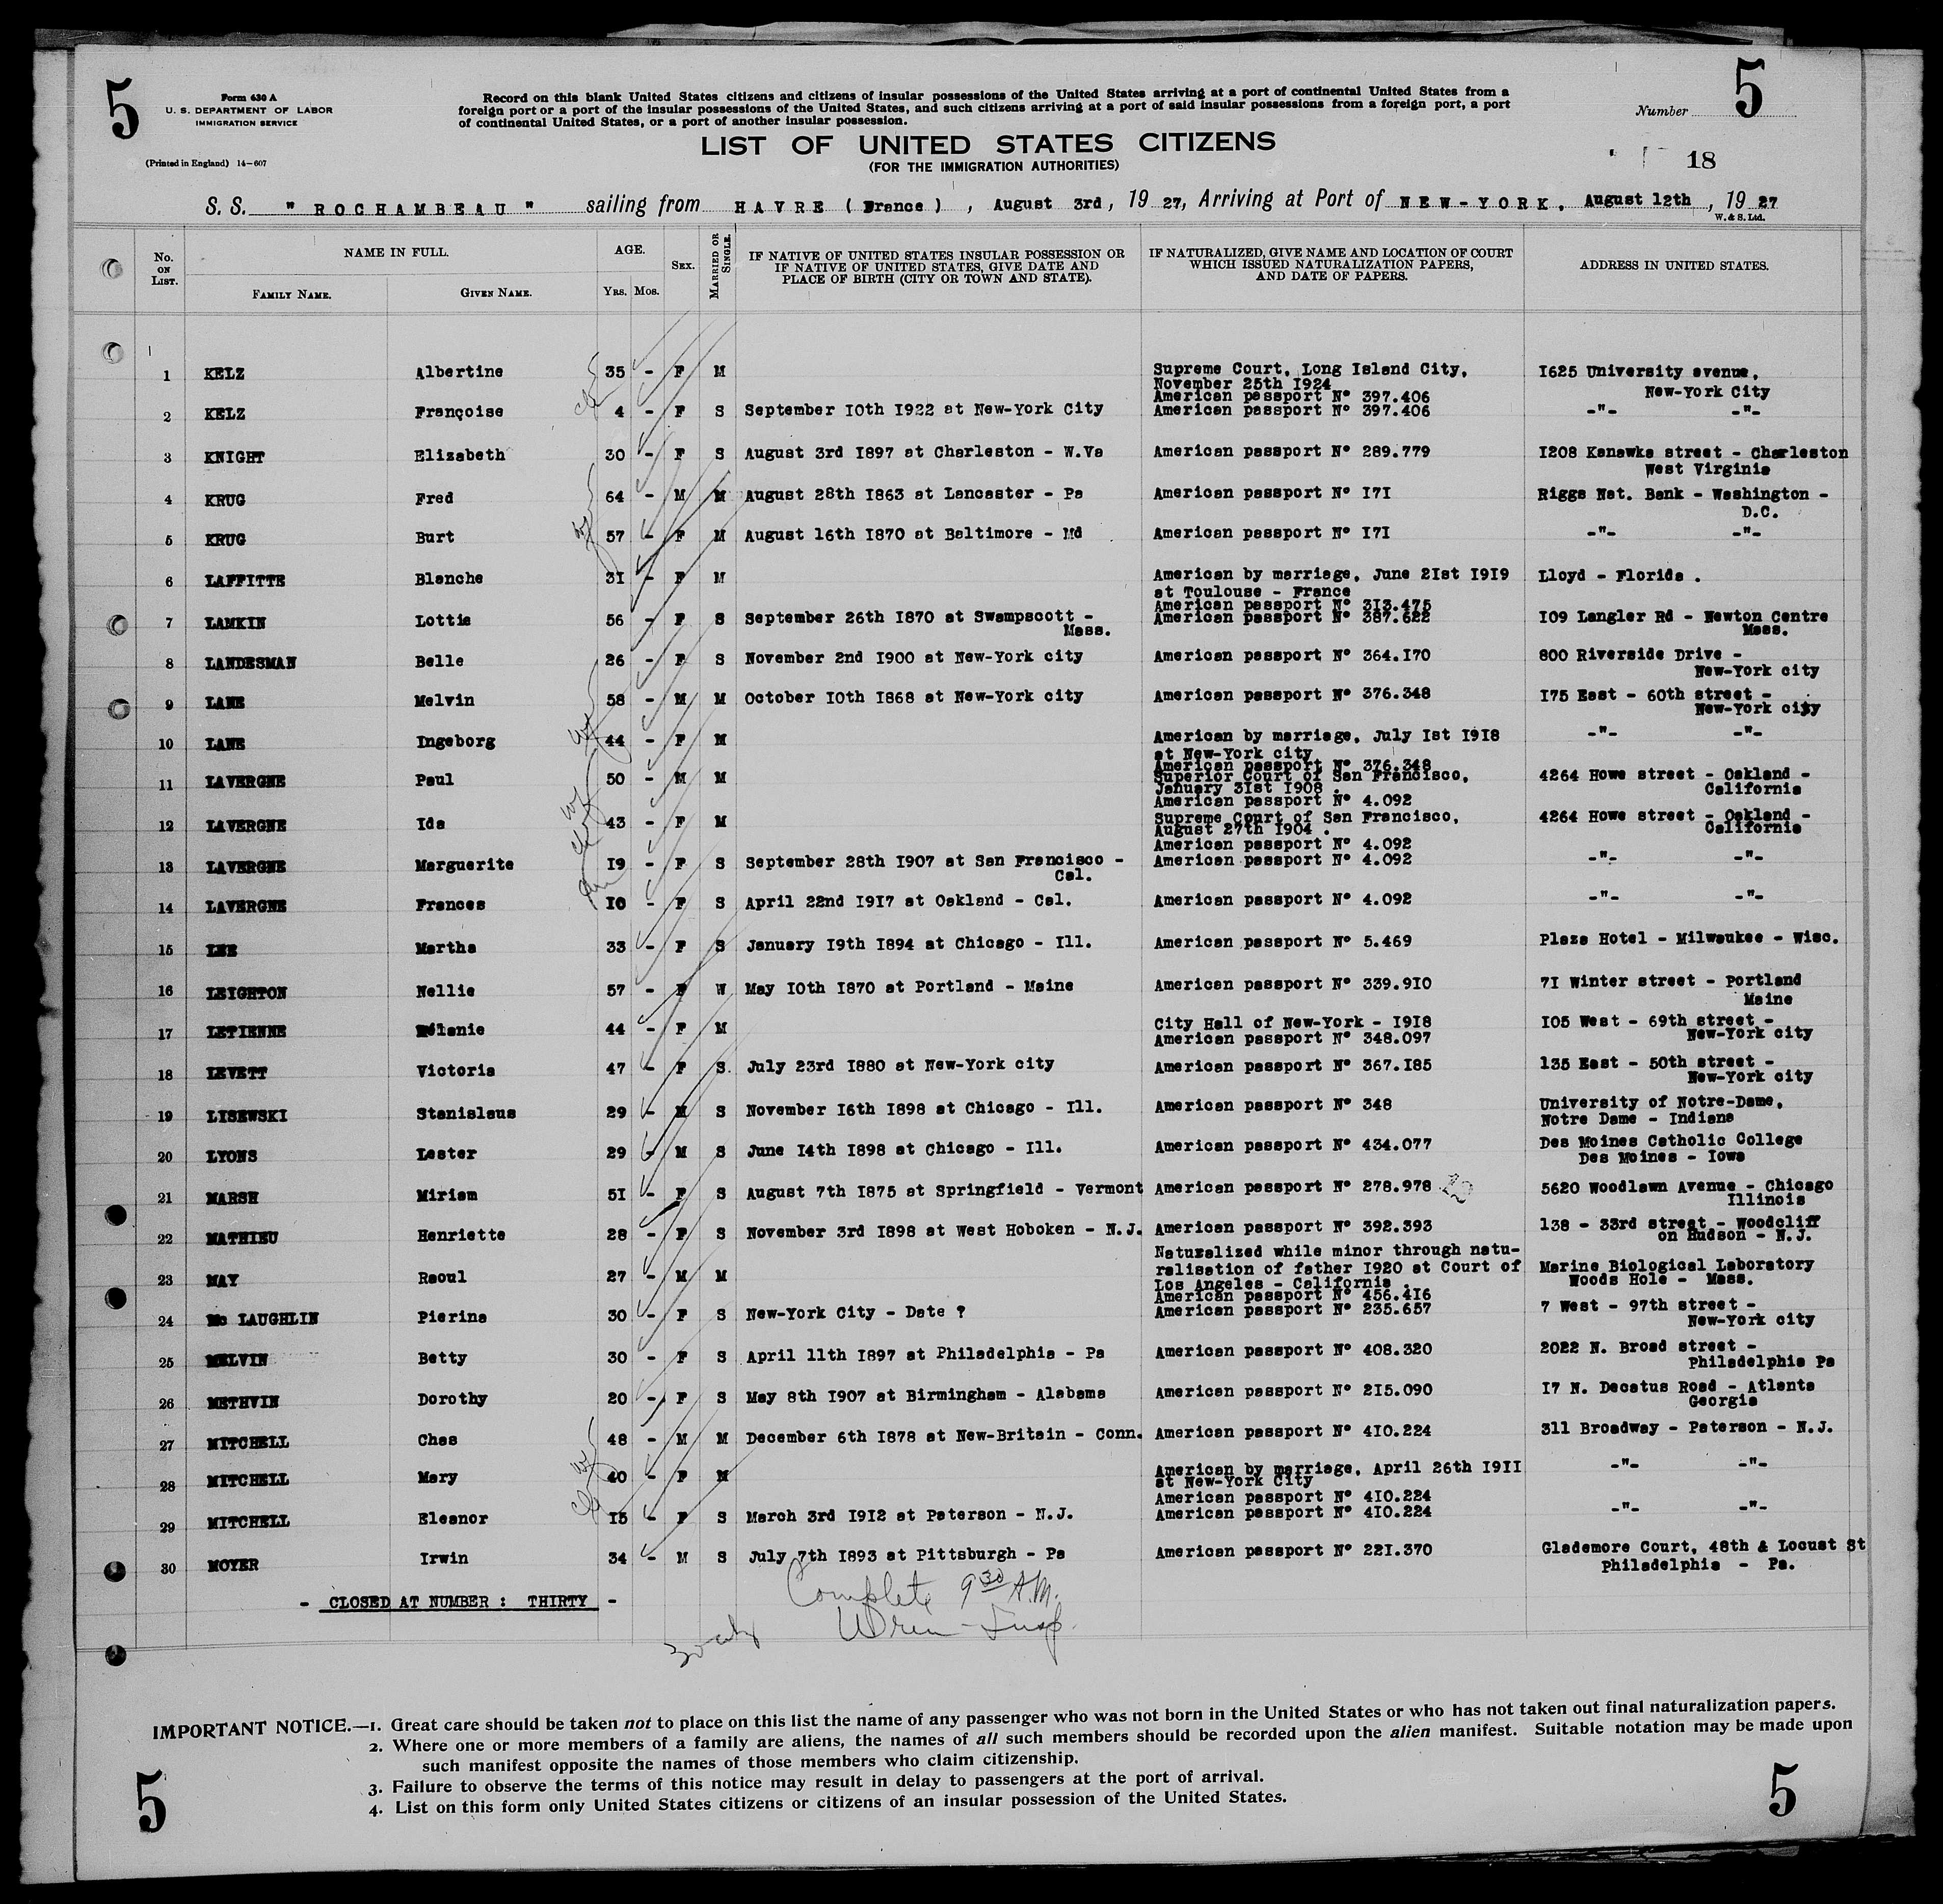 5
Form 630 A
U. S. DEPARTMENT OF LABOR
IMMIGRATION SERVICE
(Printed in England) 14—607
Record on this blank United States citizens and citizens of insular possessions of the United States arriving at a port of continental United States from a
foreign port or a port of the insular possessions of the United States, and such citizens arriving at a port of said insular possessions from a foreign port, a port
of continental United States, or a port of another insular possession.
Number 5
LIST OF UNITED STATES CITIZENS
(FOR THE IMMIGRATION AUTHORITIES)
18
S. S. " ROCHAMBEAU " sailing from HAVRE ( France ) , August 3rd, 19 27, Arriving at Port of NEW-YORK. August 12th , 19 27
W. & S. Ltd.
No. ON LIST. NAME IN FULL. FAMILY NAME. GIVEN NAME. AGE. YRS. MOS. SEX. MARRIED OR SINGLE. IF NATIVE OF UNITED STATES INSULAR POSSESSION OR IF NATIVE OF UNITED STATES, GIVE DATE AND PLACE OF BIRTH (CITY OR TOWN AND STATE). IF NATURALIZED, GIVE NAME AND LOCATION OF COURT WHICH ISSUED NATURALIZATION PAPERS, AND DATE OF PAPERS. ADDRESS IN UNITED STATES.
1 KELZ Albertine 35 - F M Supreme Court, Long Island City, 1625 University avenue,
November 25th 1924
American passport N° 397.406 New-York City
2 KELZ Françoise 4 - F S September 10th 1922 at New-York City American passport N° 397.406 -"- -"-
3 KNIGHT Elizabeth 30 - F S August 3rd 1897 at Charleston - W.Va American passport N° 289.779 1208 Kanawka street - Charleston
West Virginia
4 KRUG Fred 64 - M M August 28th 1863 at Lancaster - Pa American passport N° 171 Riggs Nat. Bank - Washington -
D.C.
5 KRUG Burt 57 - F M August 16th 1870 at Baltimore - Md American passport N° 171 -"- -"-
6 LAFFITTE Blanche 31 - F M American by marriage, June 21st 1919 Lloyd - Florida .
at Toulouse - France
American passport N° 313.475
7 LAMKIN Lottie 56 - F S September 26th 1870 at Swampscott - American passport N° 387.622 109 Langler Rd - Newton Centre
Mass. Mass.
8 LANDESMAN Belle 26 - F S November 2nd 1900 at New-York city American passport N° 364.170 800 Riverside Drive -
New-York city
9 LANE Melvin 58 - M M October 10th 1868 at New-York city American passport N° 376.348 175 East - 60th street -
New-York city
10 LANE Ingeborg 44 - F M American by marriage, July 1st 1918 -"- -"-
at New-York city
American passport N° 376.348
11 LAVERGNE Paul 50 - M M Superior Court of San Francisco, 4264 Howe street - Oakland -
January 31st 1908 . California
American passport N° 4.092
12 LAVERGNE Ida 43 - F M Supreme Court of San Francisco, 4264 Howe street - Oakland -
August 27th 1904 . California
American passport N° 4.092
13 LAVERGNE Marguerite 19 - F S September 28th 1907 at San Francisco - American passport N° 4.092 -"- -"-
Cal.
14 LAVERGNE Frances 10 - F S April 22nd 1917 at Oakland - Cal. American passport N° 4.092 -"- -"-
15 LEE Martha 33 - F S January 19th 1894 at Chicago - Ill. American passport N° 5.469 Plaza Hotel - Milwaukee - Wisc.
16 LEIGHTON Nellie 57 - F W May 10th 1870 at Portland - Maine American passport N° 339.910 71 Winter street - Portland
Maine
17 LETIENNE Mélanie 44 - F M City Hall of New-York - 1918 105 West - 69th street -
American passport N° 348.097 New-York city
18 LEVETT Victoria 47 - F S. July 23rd 1880 at New-York city American passport N° 367.185 135 East - 50th street -
New-York city
19 LISEWSKI Stanislaus 29 - M S November 16th 1898 at Chicago - Ill. American passport N° 348 University of Notre-Dame,
Notre Dame - Indiana
20 LYONS Lester 29 - M S June 14th 1898 at Chicago - Ill. American passport N° 434.077 Des Moines Catholic College
Des Moines - Iowa
21 MARSH Miriam 51 - F S August 7th 1875 at Springfield - Vermont American passport N° 278.978 5620 Woodlawn Avenue - Chicago
Illinois
22 MATHIEU Henriette 28 - F S November 3rd 1898 at West Hoboken - N.J. American passport N° 392.393 138 - 33rd street - Woodcliff
on Hudson - N.J.
23 MAY Raoul 27 - M M Naturalized while minor through natu-
ralisation of father 1920 at Court of Marine Biological Laboratory
Los Angeles - California . Woods Hole - Mass.
American passport N° 456.416
24 Mc LAUGHLIN Pierina 30 - F S New-York City - Date ? American passport N° 235.657 7 West - 97th street -
New-York city
25 MELVIN Betty 30 - F S April 11th 1897 at Philadelphia - Pa American passport N° 408.320 2022 N. Broad street -
Philadelphia Pa
26 METHVIN Dorothy 20 - F S May 8th 1907 at Birmingham - Alabama American passport N° 215.090 17 N. Decatus Road - Atlanta
Georgia
27 MITCHELL Chas 48 - M M December 6th 1878 at New-Britain - Conn. American passport N° 410.224 311 Broadway - Paterson - N.J.
28 MITCHELL Mary 40 - F M American by marriage, April 26th 1911 -"- -"-
at New-York City
American passport N° 410.224
29 MITCHELL Eleanor 15 - F S March 3rd 1912 at Paterson - N.J. American passport N° 410.224 -"- -"-
30 MOYER Irwin 34 - M S July 7th 1893 at Pittsburgh - Pa American passport N° 221.370 Glademore Court, 48th & Locust St
Philadelphia - Pa.
- CLOSED AT NUMBER : THIRTY -
Complete 9 30 A.M.
IMPORTANT NOTICE.—1. Great care should be taken not to place on this list the name of any passenger who was not born in the United States or who has not taken out final naturalization papers.
2. Where one or more members of a family are aliens, the names of all such members should be recorded upon the alien manifest. Suitable notation may be made upon
such manifest opposite the names of those members who claim citizenship.
3. Failure to observe the terms of this notice may result in delay to passengers at the port of arrival.
4. List on this form only United States citizens or citizens of an insular possession of the United States.
5 5